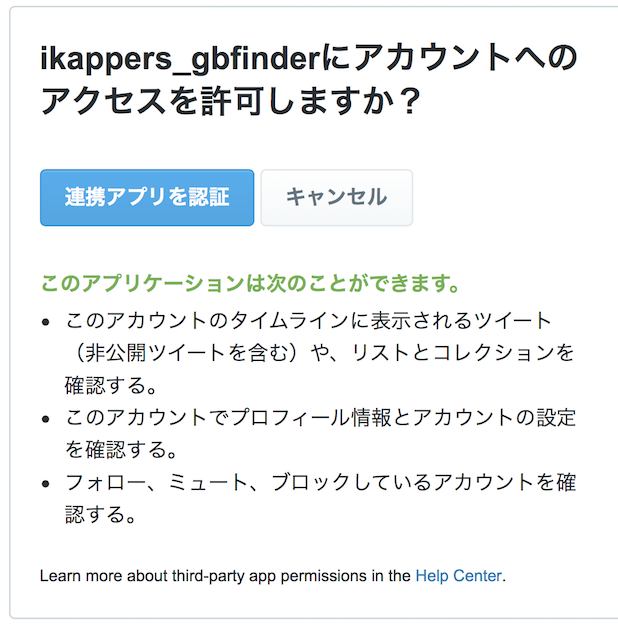 ikappers_gbfinderにアカウントへの
アクセスを許可しますか？
連携アプリを認証
キャンセル
このアプリケーションは次のことができます。
• このアカウントのタイムラインに表示されるツイート
（非公開ツイートを含む）や、リストとコレクションを
確認する。
• このアカウントでプロフィール情報とアカウントの設定
を確認する。
• フォロー、ミュート、ブロックしているアカウントを確
認する。
Learn more about third-party app permissions in the Help Center.